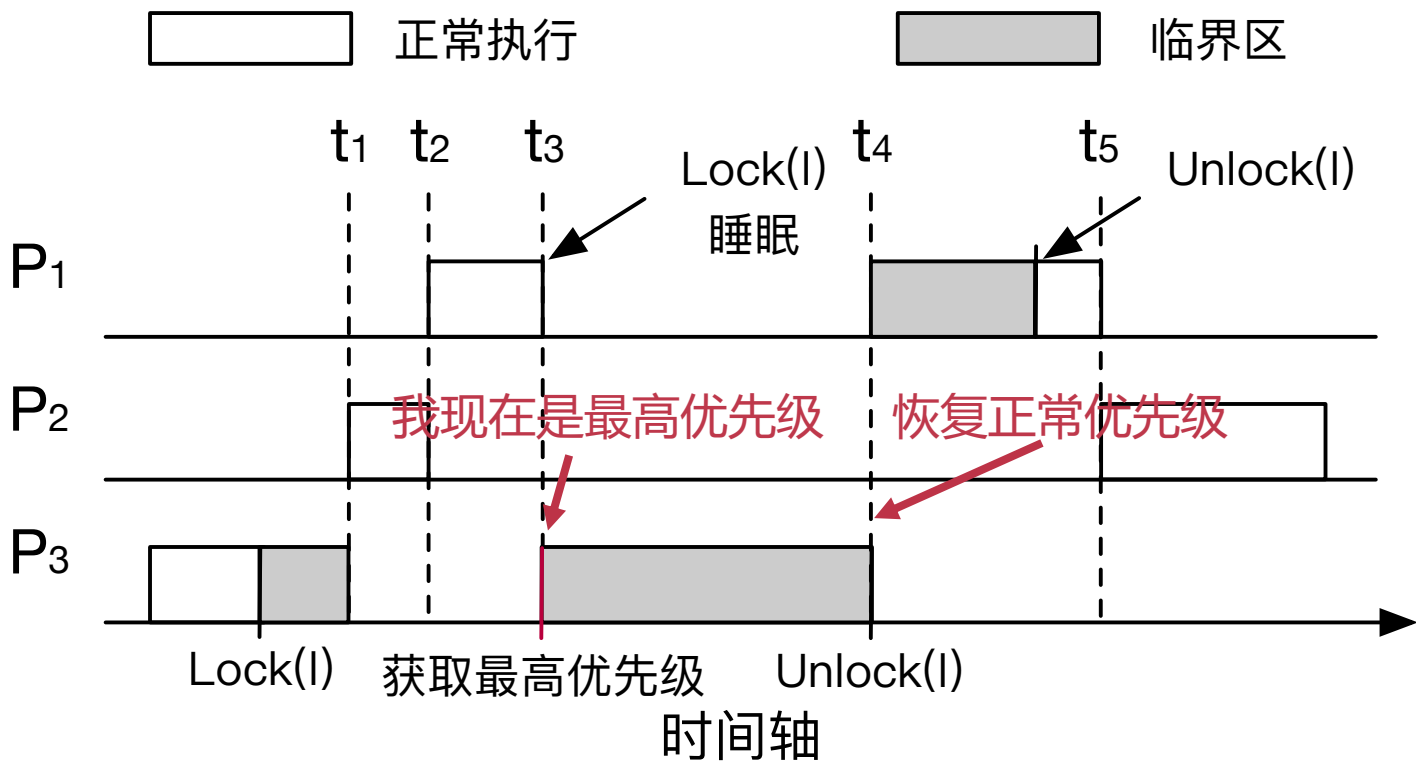 正常执行
临界区
t1
t2
t3
t4
t5
Lock(l)
睡眠
Unlock(l)
P1
P2
我现在是最高优先级
恢复正常优先级
P3
Lock(l)
获取最高优先级
Unlock(l)
时间轴